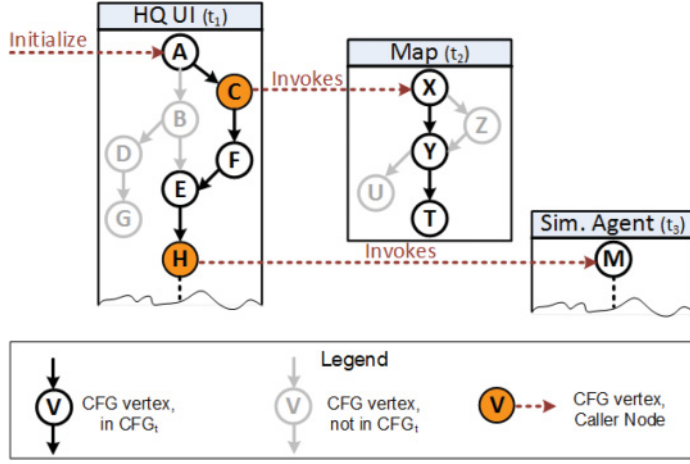 HQ UI (t₁)
Initialize
A
Map (t₂)
Invokes
C
X
B
Z
D
F
Y
E
U
G
T
Sim. Agent (t₃)
Invokes
H
M
Legend
V
CFG vertex,
in CFGₜ
V
CFG vertex,
not in CFGₜ
V
CFG vertex,
Caller Node